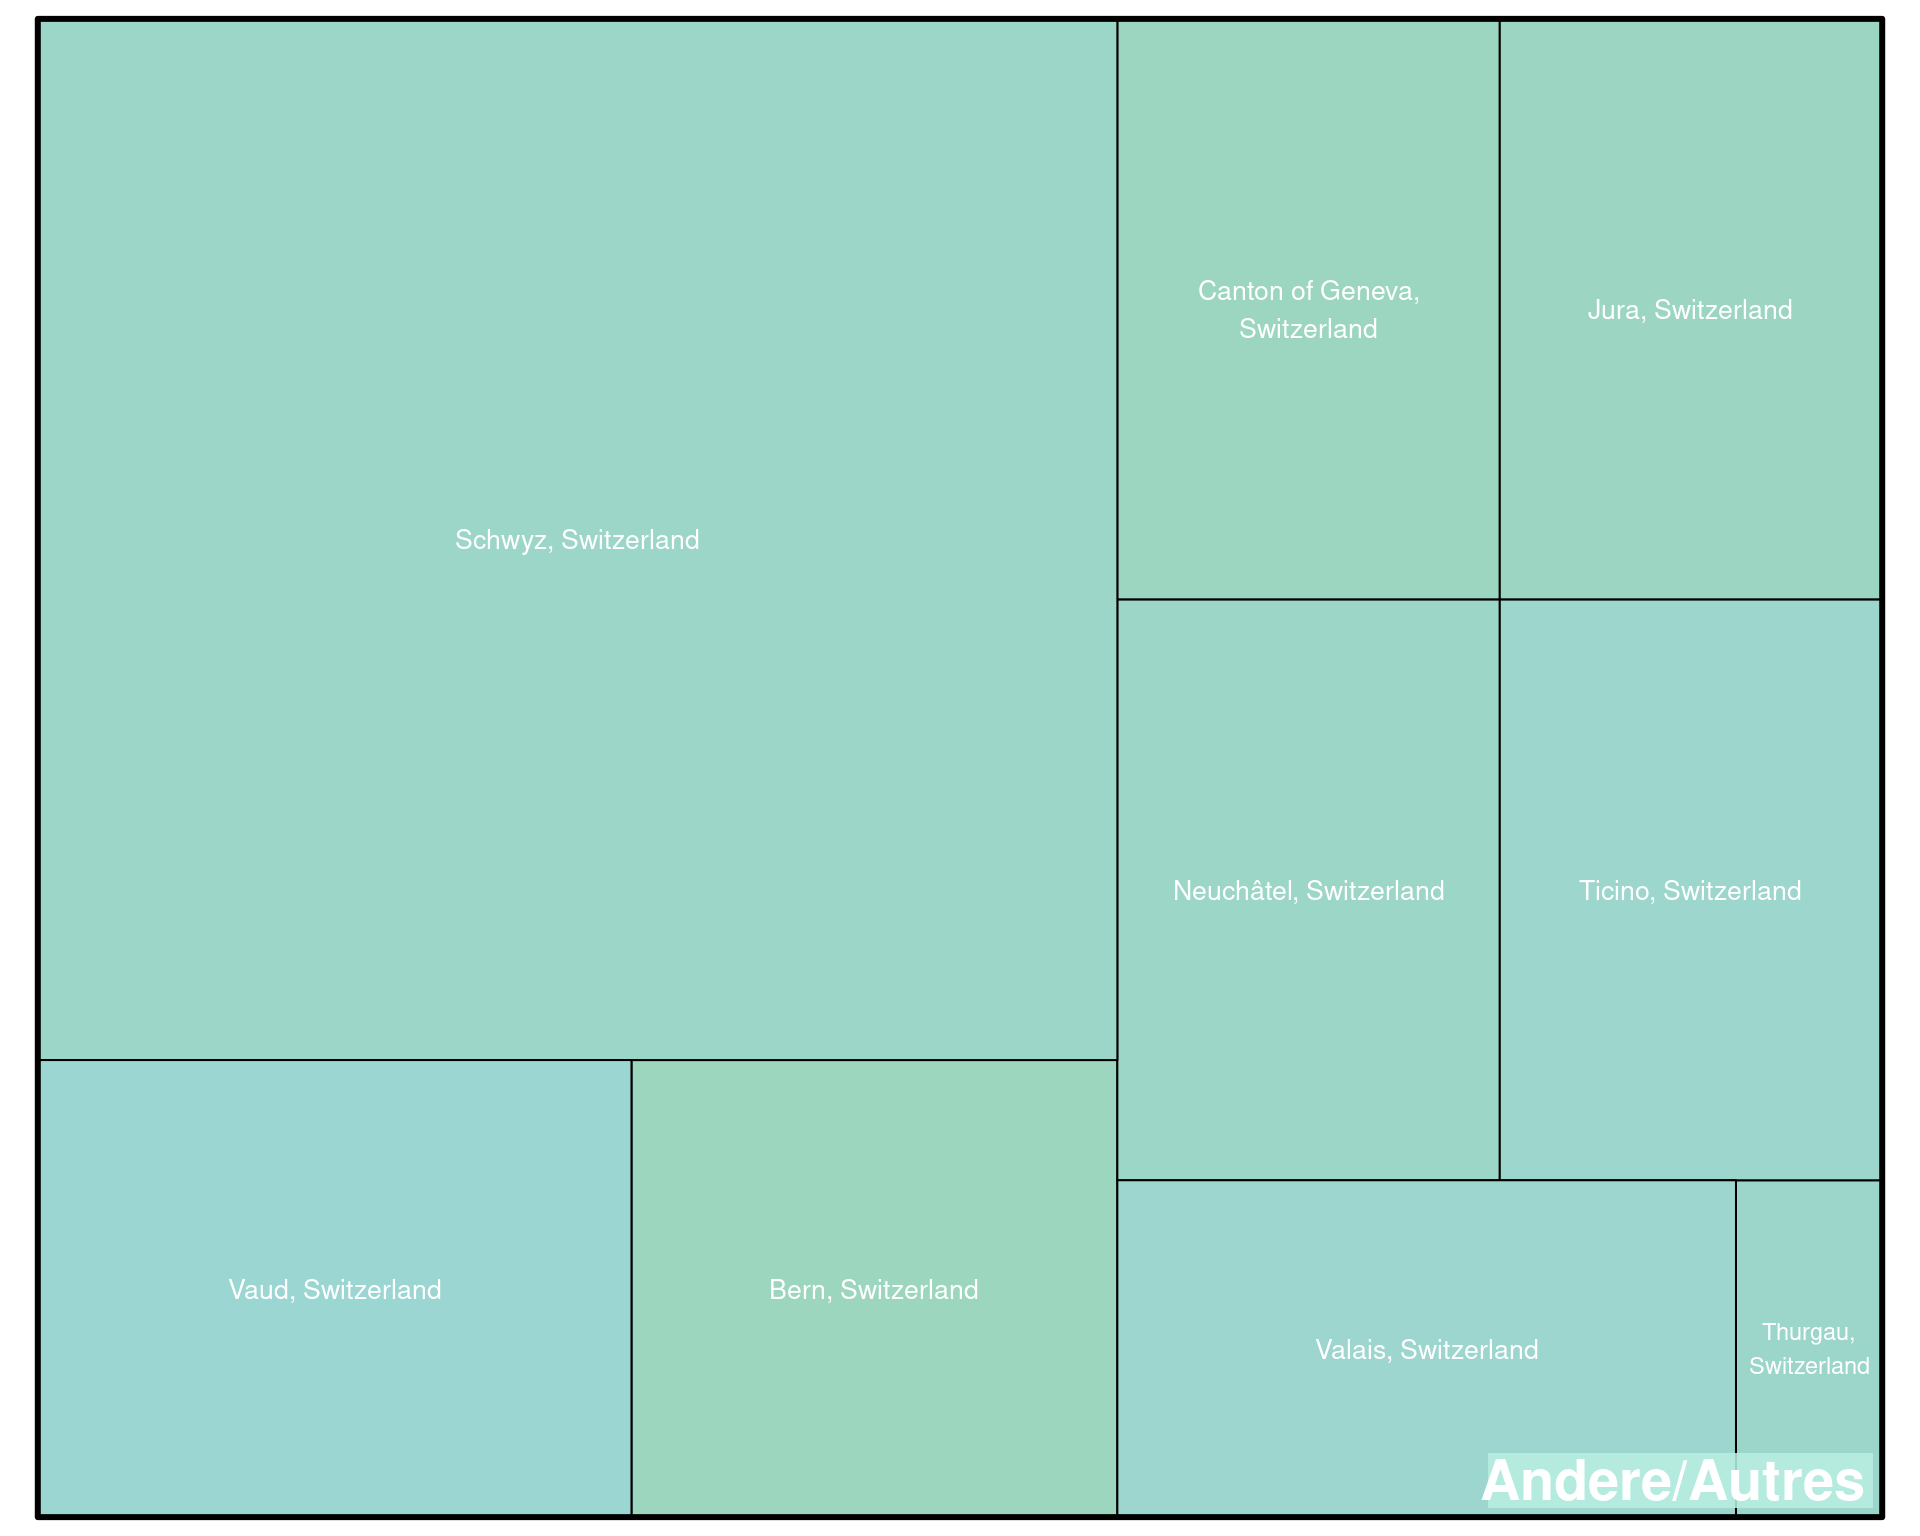 Schwyz, Switzerland
Canton of Geneva,
Switzerland
Jura, Switzerland
Neuchâtel, Switzerland
Ticino, Switzerland
Vaud, Switzerland
Bern, Switzerland
Valais, Switzerland
Thurgau,
Switzerland
Andere/Autres